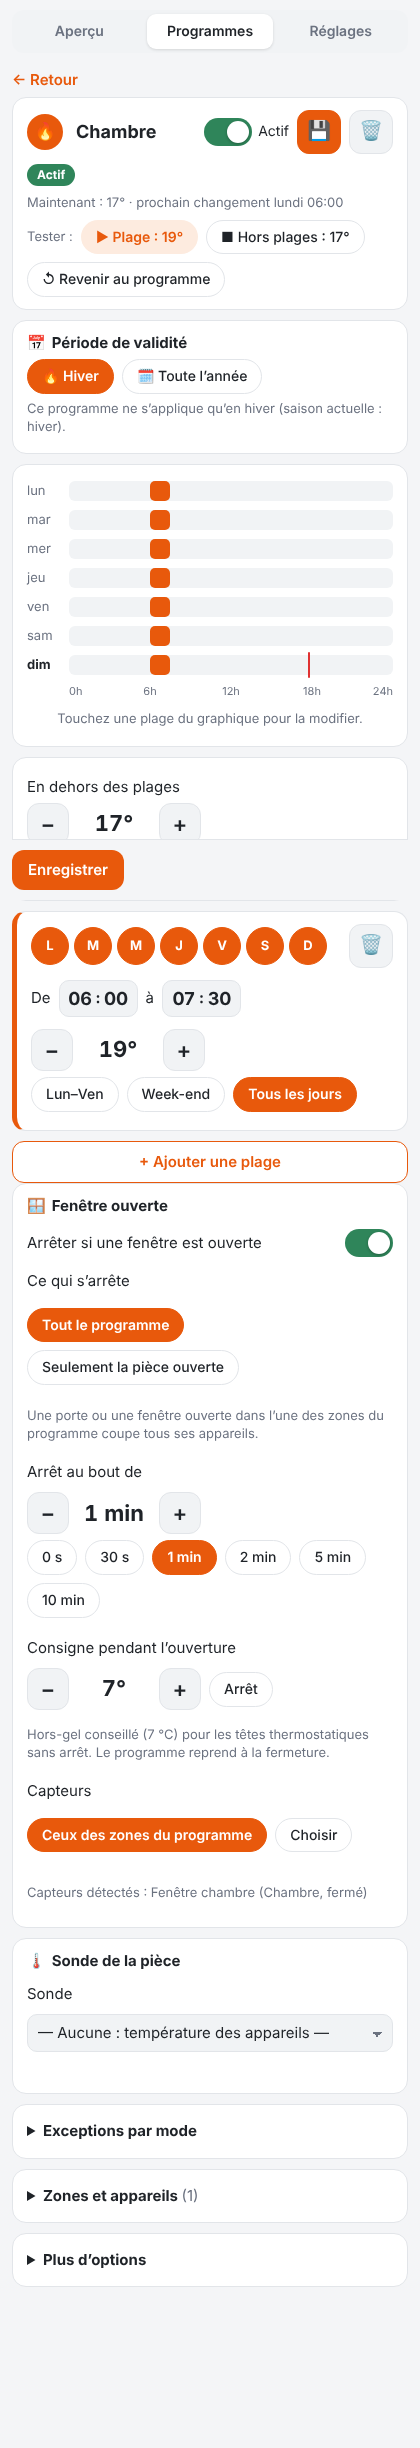 Aperçu Programmes Réglages
← Retour
Chambre Actif
Actif
Maintenant : 17° · prochain changement lundi 06:00
Tester : ▶ Plage : 19° ■ Hors plages : 17°
↺ Revenir au programme
Période de validité
Hiver Toute l’année
Ce programme ne s’applique qu’en hiver (saison actuelle :
hiver).
lun
mar
mer
jeu
ven
sam
dim
0h 6h 12h 18h 24h
Touchez une plage du graphique pour la modifier.
En dehors des plages
− 17° +
Enregistrer
L M M J V S D
De 06:00 à 07:30
− 19° +
Lun–Ven Week-end Tous les jours
+ Ajouter une plage
Fenêtre ouverte
Arrêter si une fenêtre est ouverte
Ce qui s’arrête
Tout le programme
Seulement la pièce ouverte
Une porte ou une fenêtre ouverte dans l’une des zones du
programme coupe tous ses appareils.
Arrêt au bout de
− 1 min +
0 s 30 s 1 min 2 min 5 min
10 min
Consigne pendant l’ouverture
− 7° + Arrêt
Hors-gel conseillé (7 °C) pour les têtes thermostatiques
sans arrêt. Le programme reprend à la fermeture.
Capteurs
Ceux des zones du programme Choisir
Capteurs détectés : Fenêtre chambre (Chambre, fermé)
Sonde de la pièce
Sonde
— Aucune : température des appareils —
▶ Exceptions par mode
▶ Zones et appareils (1)
▶ Plus d’options